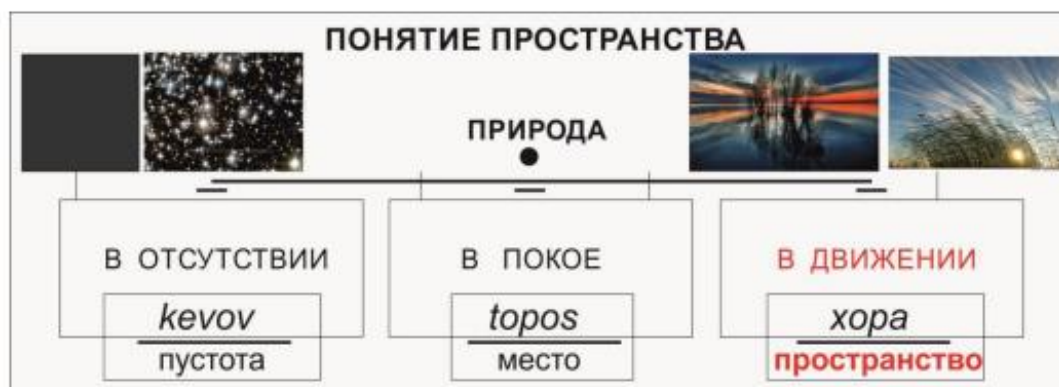 ПОНЯТИЕ ПРОСТРАНСТВА
ПРИРОДА
В ОТСУТСТВИИ
kevov
пустота
В ПОКОЕ
topos
место
В ДВИЖЕНИИ
хора
пространство